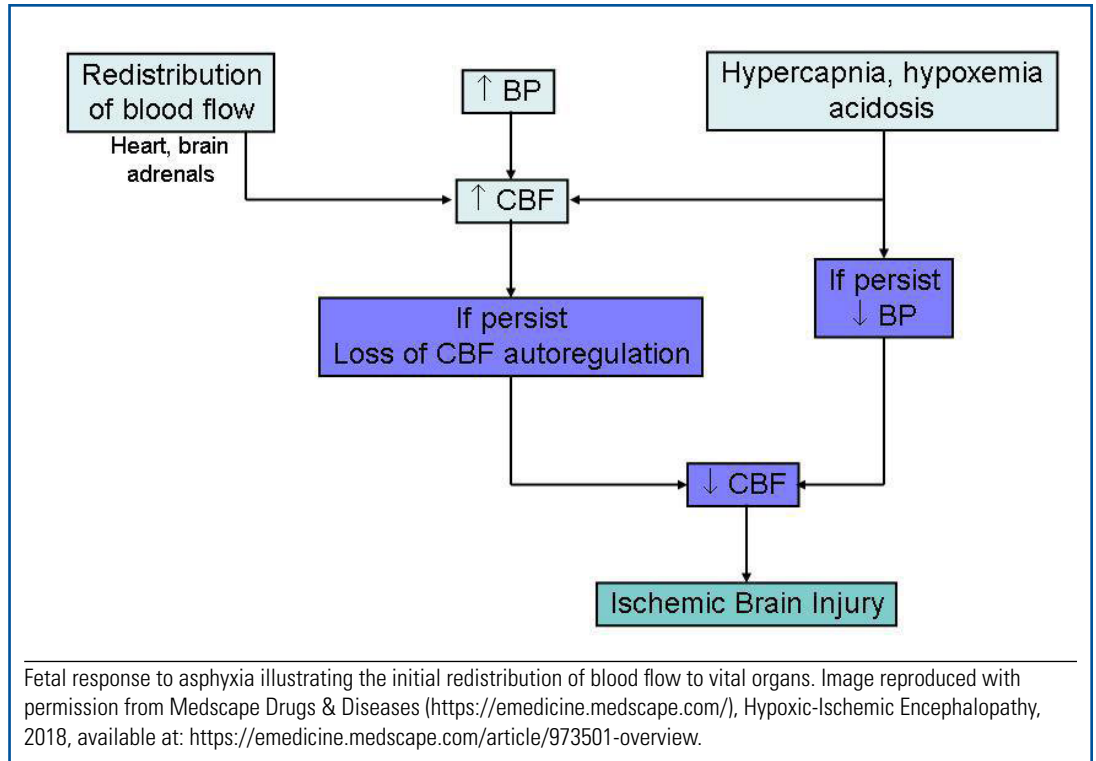 Redistribution
of blood flow
Heart, brain
adrenals
↑ BP
Hypercapnia, hypoxemia
acidosis
↑ CBF
If persist
↓ BP
If persist
Loss of CBF autoregulation
↓ CBF
Ischemic Brain Injury
Fetal response to asphyxia illustrating the initial redistribution of blood flow to vital organs. Image reproduced with
permission from Medscape Drugs & Diseases (https://emedicine.medscape.com/), Hypoxic-Ischemic Encephalopathy,
2018, available at: https://emedicine.medscape.com/article/973501-overview.